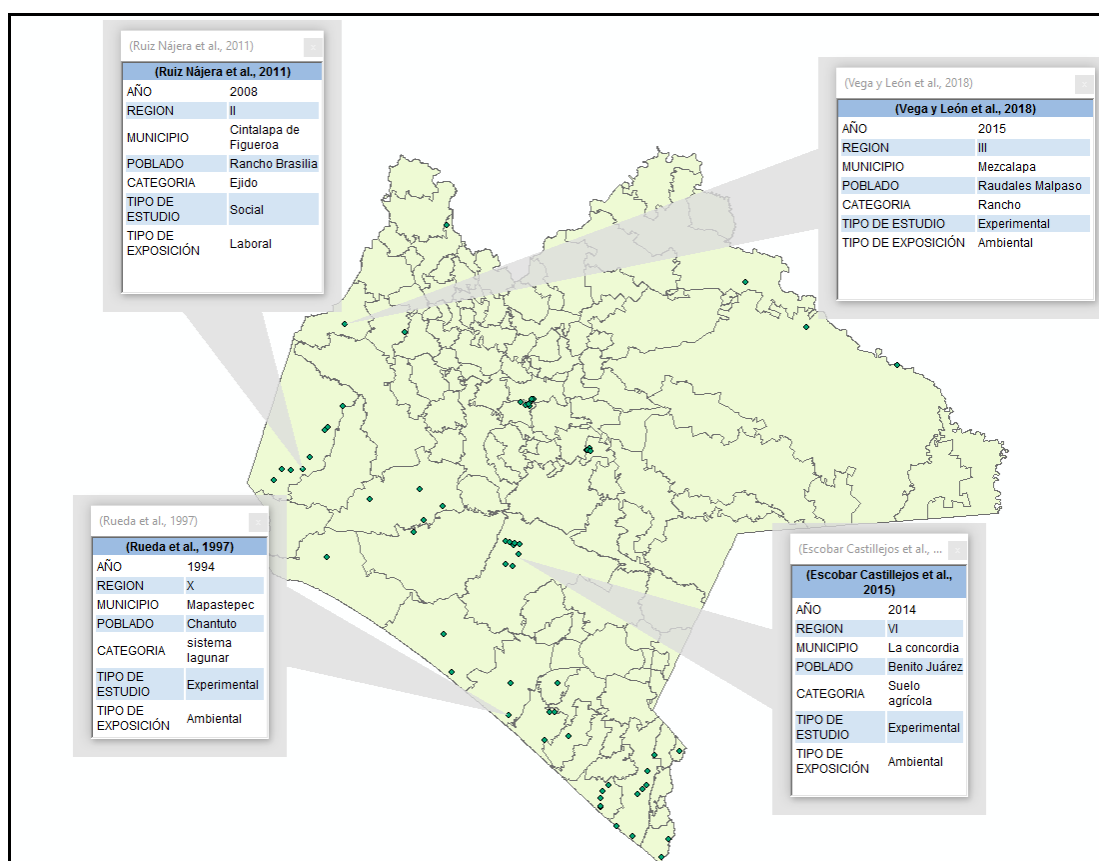 (Ruiz Nájera et al., 2011)
(Ruiz Nájera et al., 2011)
AÑO 2008
REGION II
MUNICIPIO Cintalapa de
Figueroa
POBLADO Rancho Brasilia
CATEGORIA Ejido
TIPO DE
ESTUDIO Social
TIPO DE
EXPOSICIÓN Laboral
(Vega y León et al., 2018)
(Vega y León et al., 2018)
AÑO 2015
REGION III
MUNICIPIO Mezcalapa
POBLADO Raudales Malpaso
CATEGORIA Rancho
TIPO DE ESTUDIO Experimental
TIPO DE EXPOSICIÓN Ambiental
(Rueda et al., 1997)
(Rueda et al., 1997)
AÑO 1994
REGION X
MUNICIPIO Mapastepec
POBLADO Chantuto
CATEGORIA sistema
lagunar
TIPO DE
ESTUDIO Experimental
TIPO DE
EXPOSICIÓN Ambiental
(Escobar Castillejos et al., ...
(Escobar Castillejos et al.,
2015)
AÑO 2014
REGION VI
MUNICIPIO La concordia
POBLADO Benito Juárez
CATEGORIA Suelo
agrícola
TIPO DE
ESTUDIO Experimental
TIPO DE
EXPOSICIÓN Ambiental